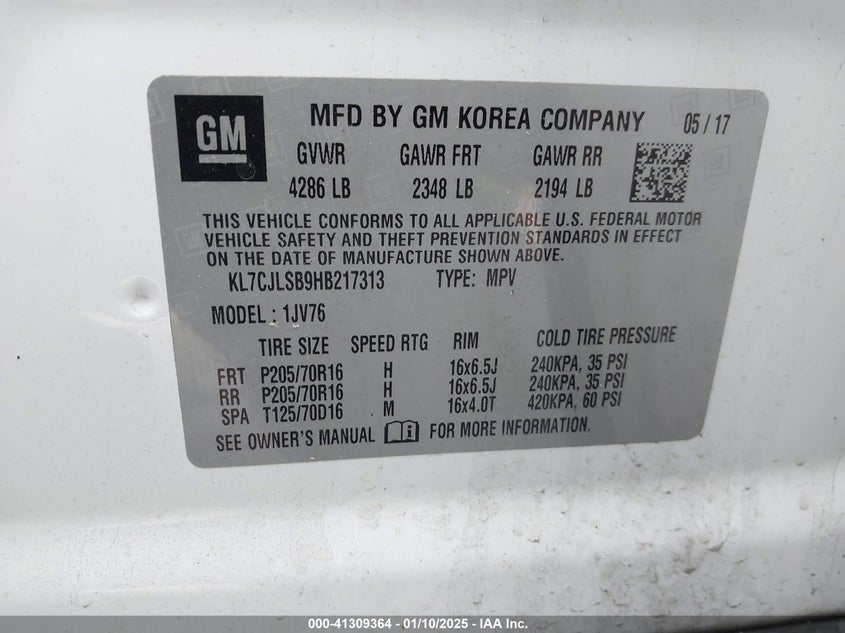 GM
MFD BY GM KOREA COMPANY 05 / 17
GVWR GAWR FRT GAWR RR
4286 LB 2348 LB 2194 LB
THIS VEHICLE CONFORMS TO ALL APPLICABLE U.S. FEDERAL MOTOR
VEHICLE SAFETY AND THEFT PREVENTION STANDARDS IN EFFECT
ON THE DATE OF MANUFACTURE SHOWN ABOVE.
KL7CJLSB9HB217313 TYPE: MPV
MODEL : 1JV76
TIRE SIZE SPEED RTG RIM COLD TIRE PRESSURE
FRT P205/70R16 H 16x6.5J 240KPA, 35 PSI
RR P205/70R16 H 16x6.5J 240KPA, 35 PSI
SPA T125/70D16 M 16x4.0T 420KPA, 60 PSI
SEE OWNER'S MANUAL FOR MORE INFORMATION.
000-41309364 - 01/10/2025 - IAA Inc.